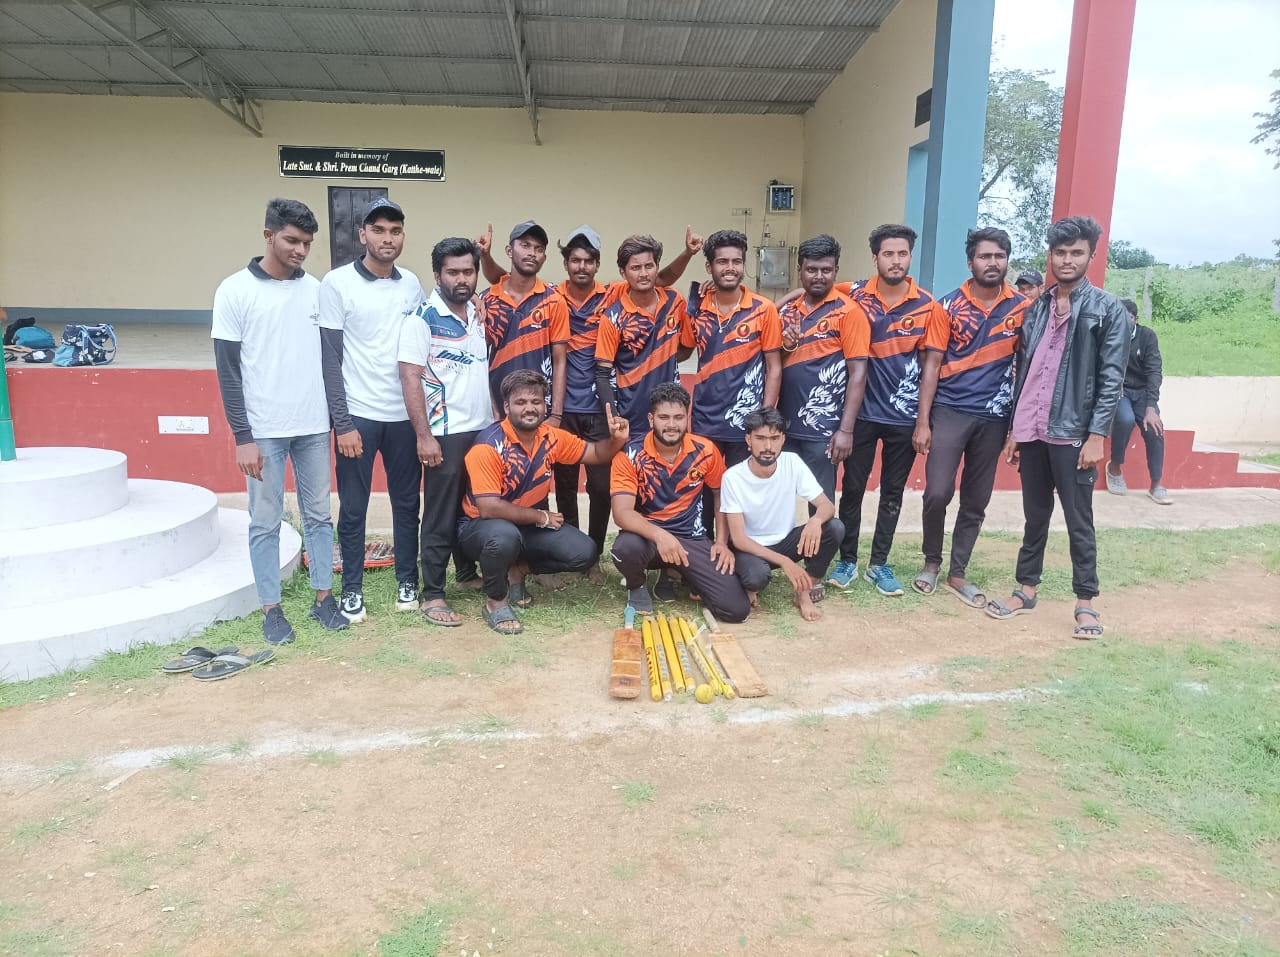 Built in memory of
Late Smt. & Shri. Prem Chand Garg (Katthe-wale)
India